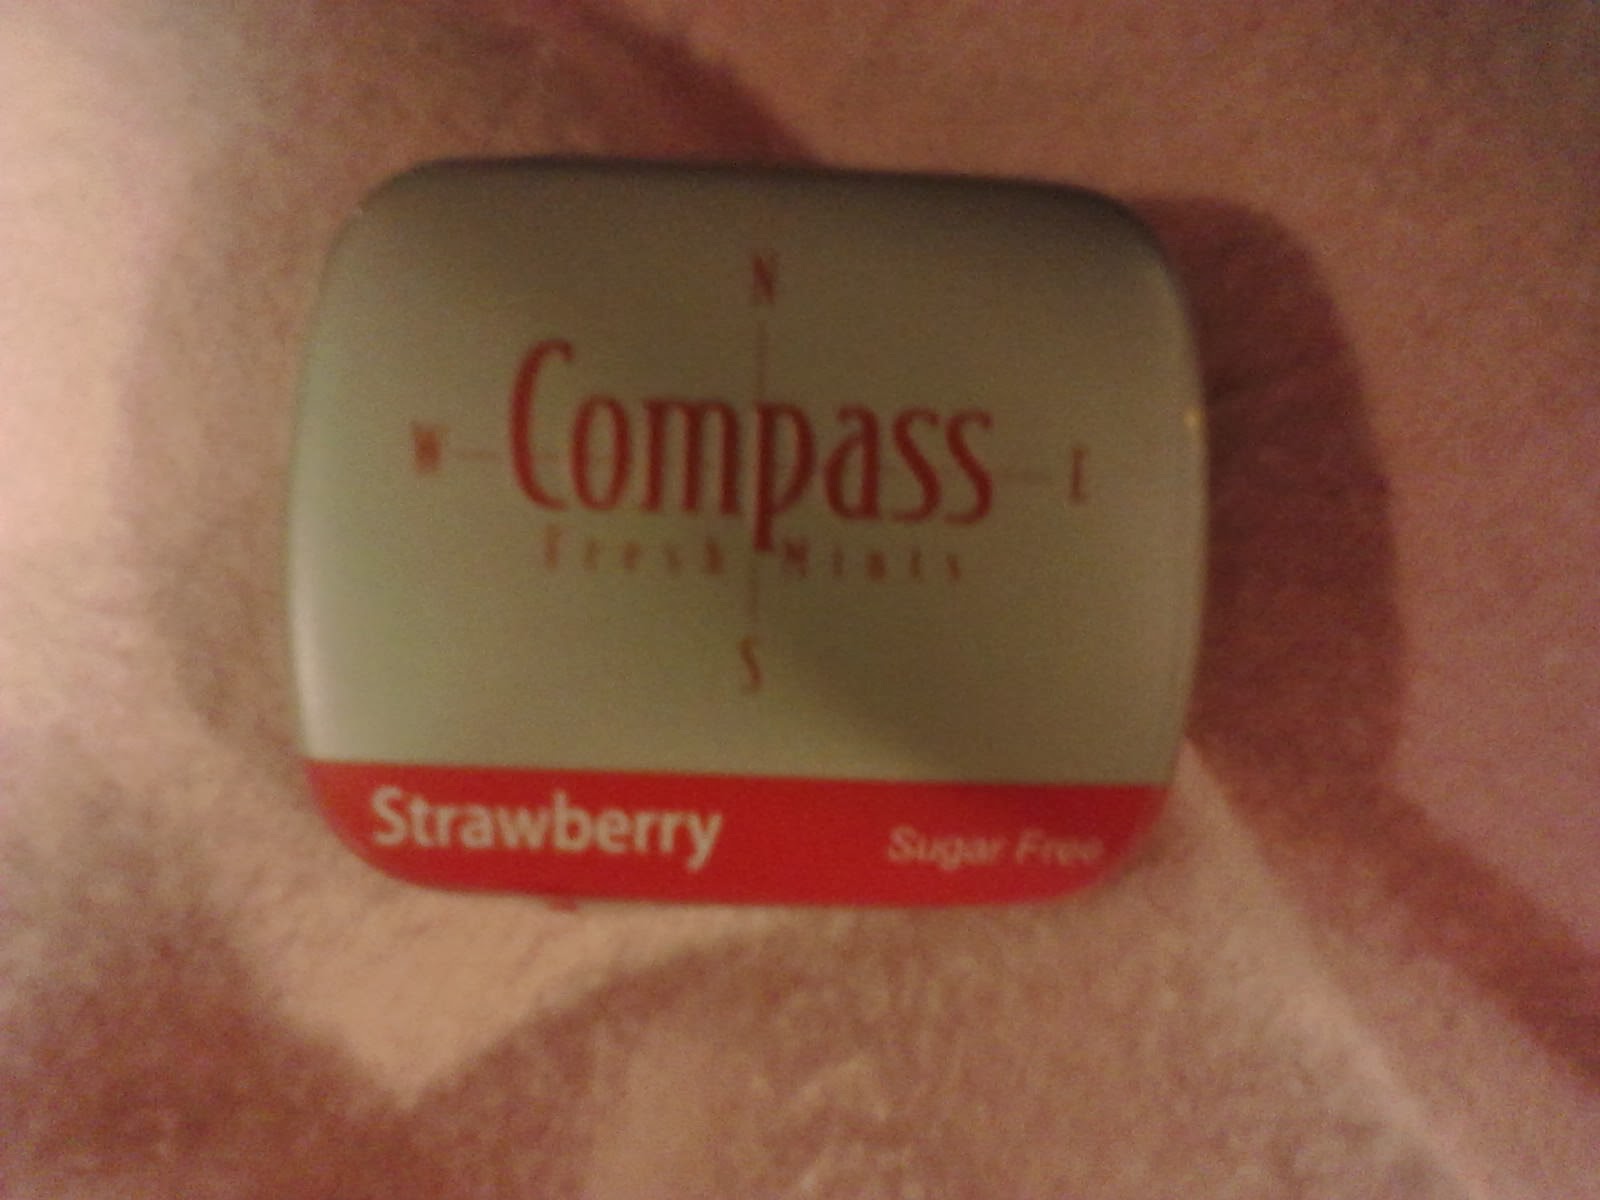 N
W Compass E
Fresh Mints
S
Strawberry Sugar Free